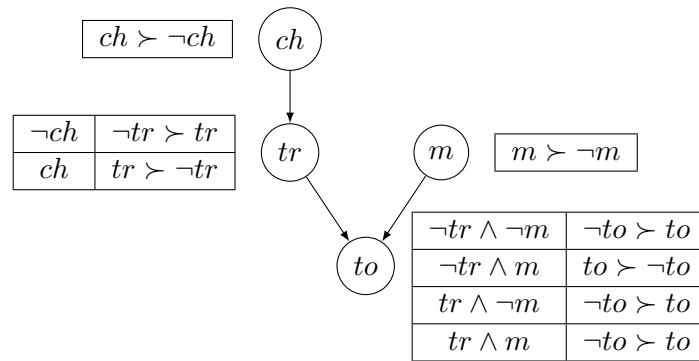 ch ≻ ¬ch
ch
¬ch ¬tr ≻ tr
ch tr ≻ ¬tr
tr
m
m ≻ ¬m
to
¬tr ∧ ¬m ¬to ≻ to
¬tr ∧ m to ≻ ¬to
tr ∧ ¬m ¬to ≻ to
tr ∧ m ¬to ≻ to